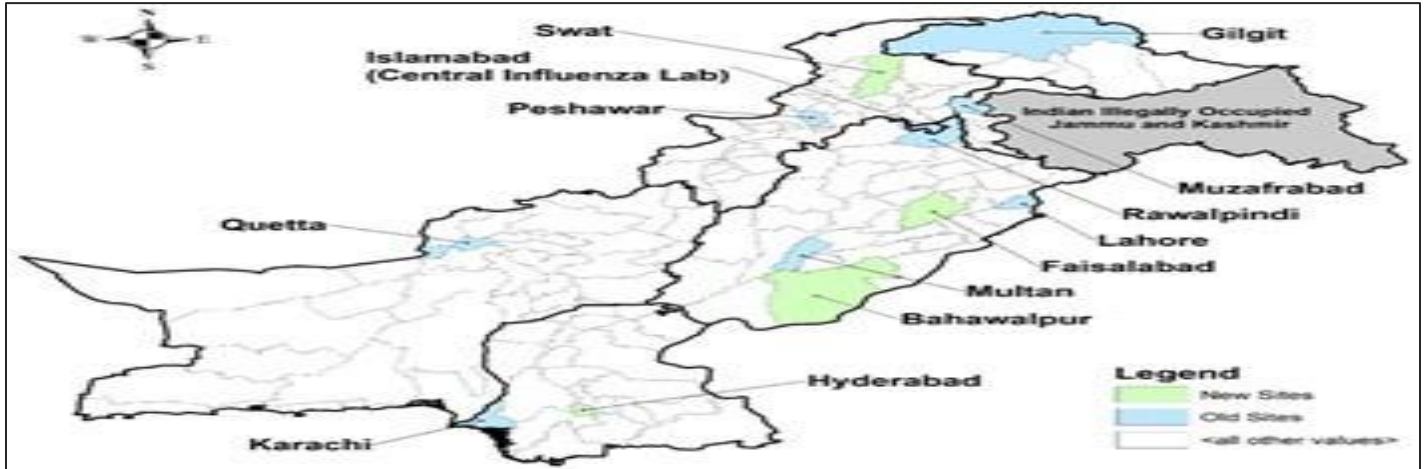 N
W E
S
Swat
Islamabad
(Central Influenza Lab)
Peshawar
Gilgit
Indian Illegally Occupied
Jammu and Kashmir
Muzafrabad
Rawalpindi
Quetta
Lahore
Faisalabad
Multan
Bahawalpur
Hyderabad
Karachi
Legend
New Sites
Old Sites
<all other values>